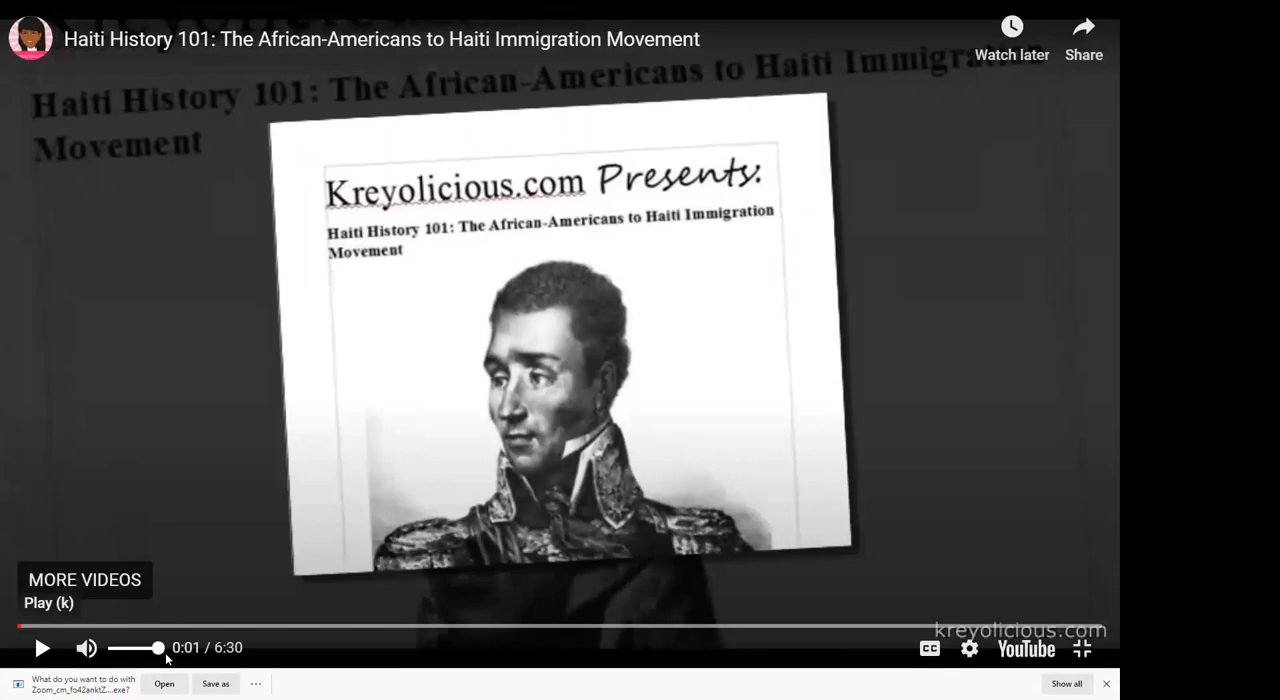 Haiti History 101: The African-Americans to Haiti Immigration Movement
Watch later
Share
Haiti History 101: The African-Americans to Haiti Immigration
Movement
Kreyolicious.com Presents:
Haiti History 101: The African-Americans to Haiti Immigration
Movement
MORE VIDEOS
Play (k)
kreyolicious.com
0:01 / 6:30
CC
YouTube
What do you want to do with
Zoom_cm_fo42anktZ....exe?
Open
Save as
...
Show all